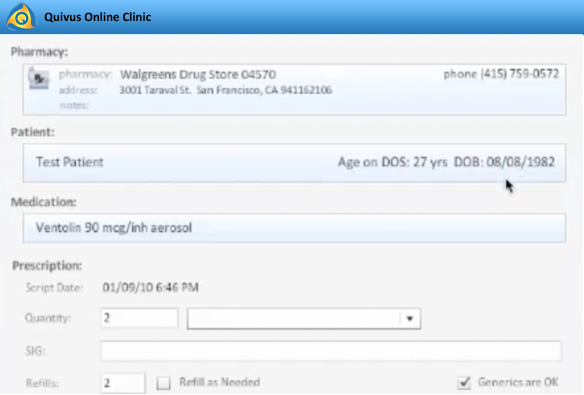 Quivus Online Clinic
Pharmacy:
pharmacy: Walgreens Drug Store 04570 phone (415) 759-0572
address: 3001 Taraval St. San Francisco, CA 941162106
notes:
Patient:
Test Patient Age on DOS: 27 yrs DOB: 08/08/1982
Medication:
Ventolin 90 mcg/inh aerosol
Prescription:
Script Date: 01/09/10 6:46 PM
Quantity: 2
SIG:
Refills: 2 Refill as Needed Generics are OK